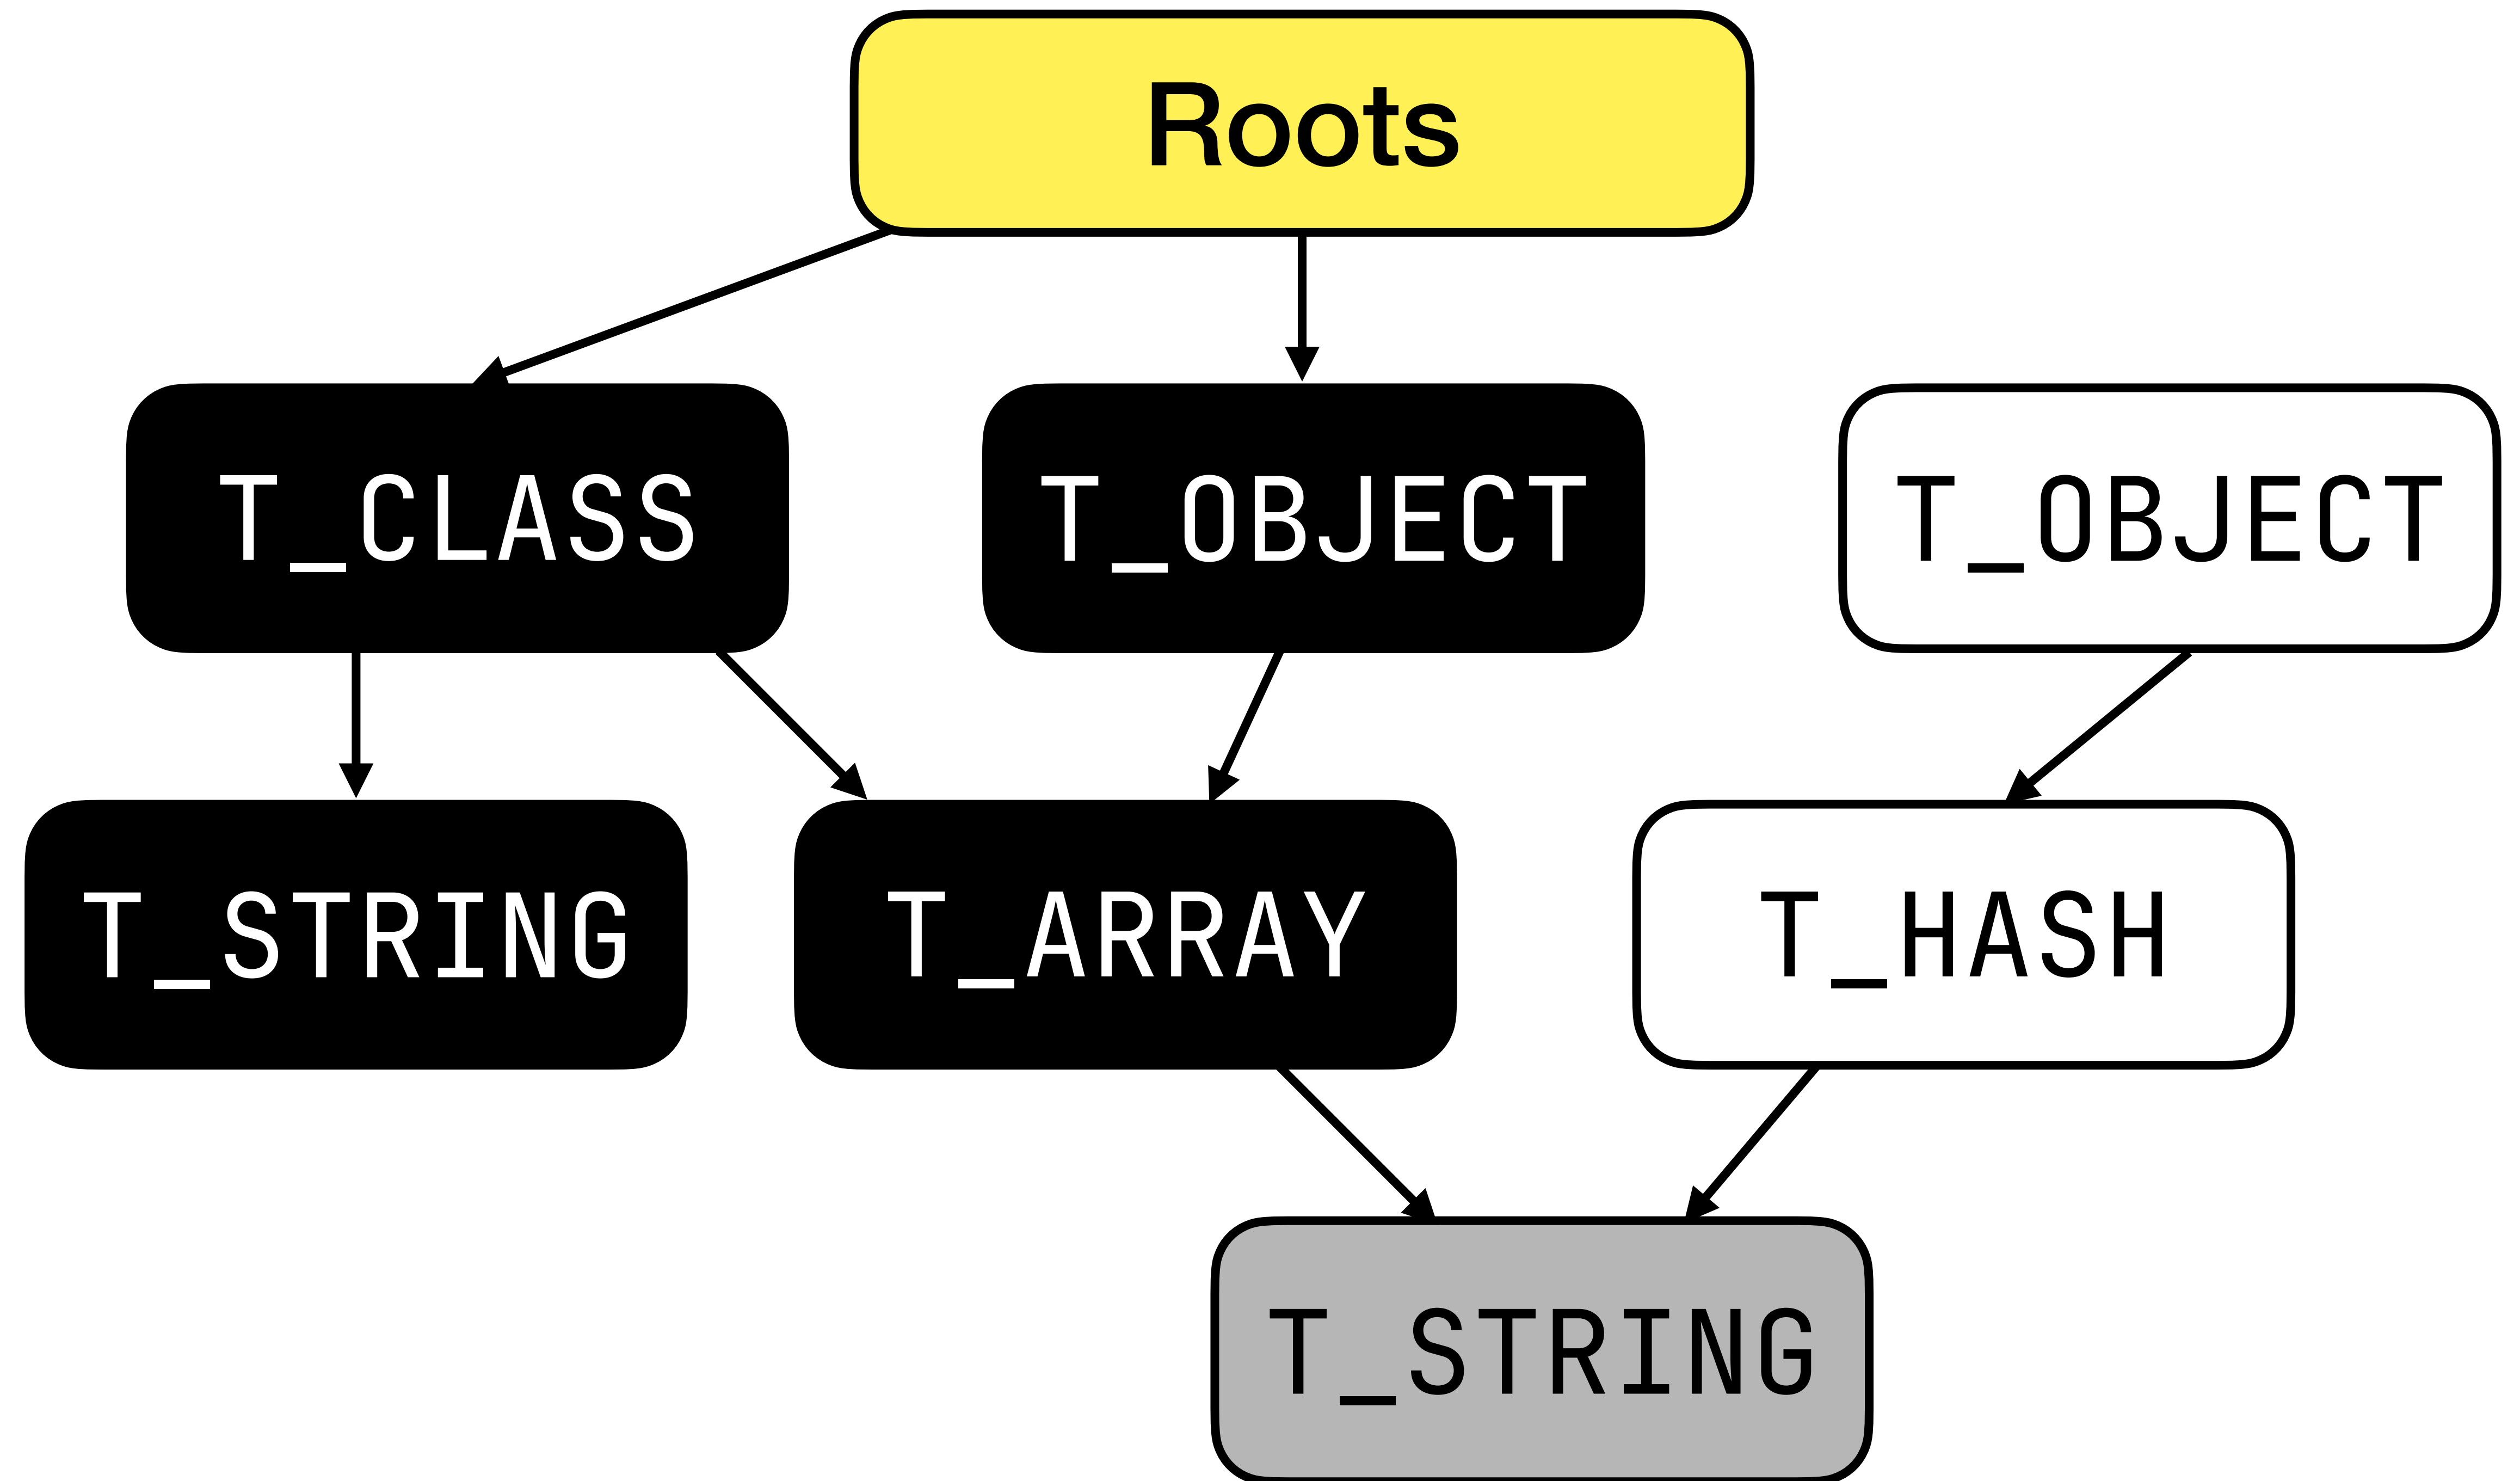 Roots
T_CLASS
T_OBJECT
T_OBJECT
T_STRING
T_ARRAY
T_HASH
T_STRING